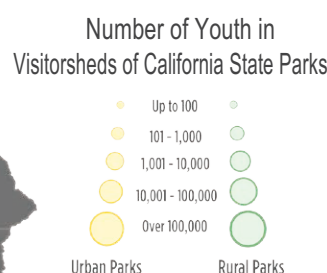 Number of Youth in
Visitorsheds of California State Parks
Up to 100
101 - 1,000
1,001 - 10,000
10,001 - 100,000
Over 100,000
Urban Parks Rural Parks